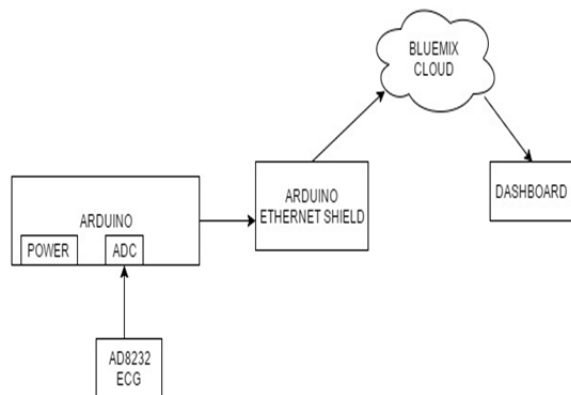 BLUEMIX
CLOUD
ARDUINO
ETHERNET SHIELD
DASHBOARD
ARDUINO
POWER
ADC
AD8232
ECG